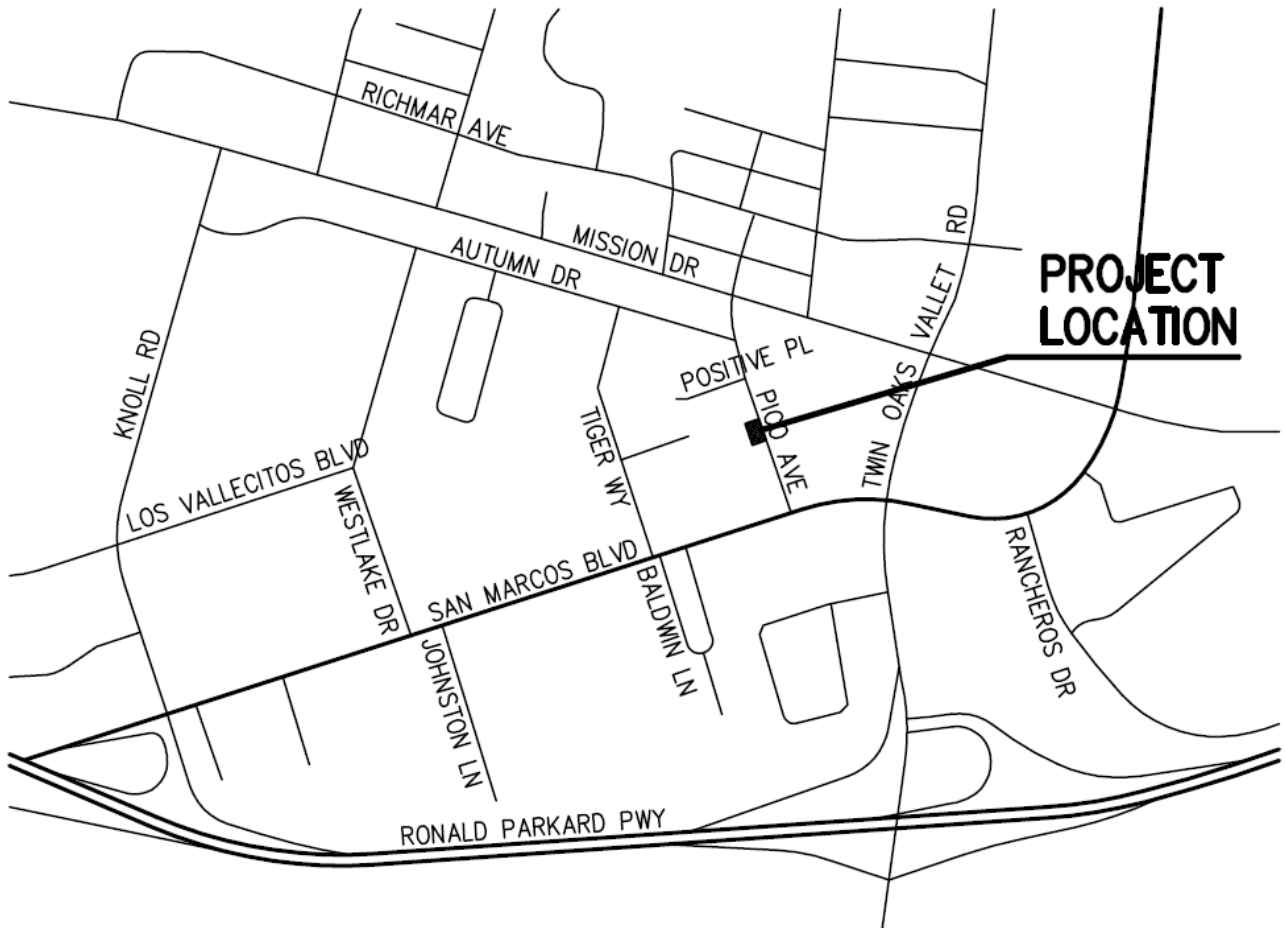 RICHMAR AVE
MISSION DR
AUTUMN DR
TWIN OAKS VALLET RD
PROJECT
LOCATION
KNOLL RD
POSITIVE PL
PICO AVE
TIGER WY
LOS VALLECITOS BLVD
WESTLAKE DR
SAN MARCOS BLVD
BALDWIN LN
RANCHEROS DR
JOHNSTON LN
RONALD PARKARD PWY